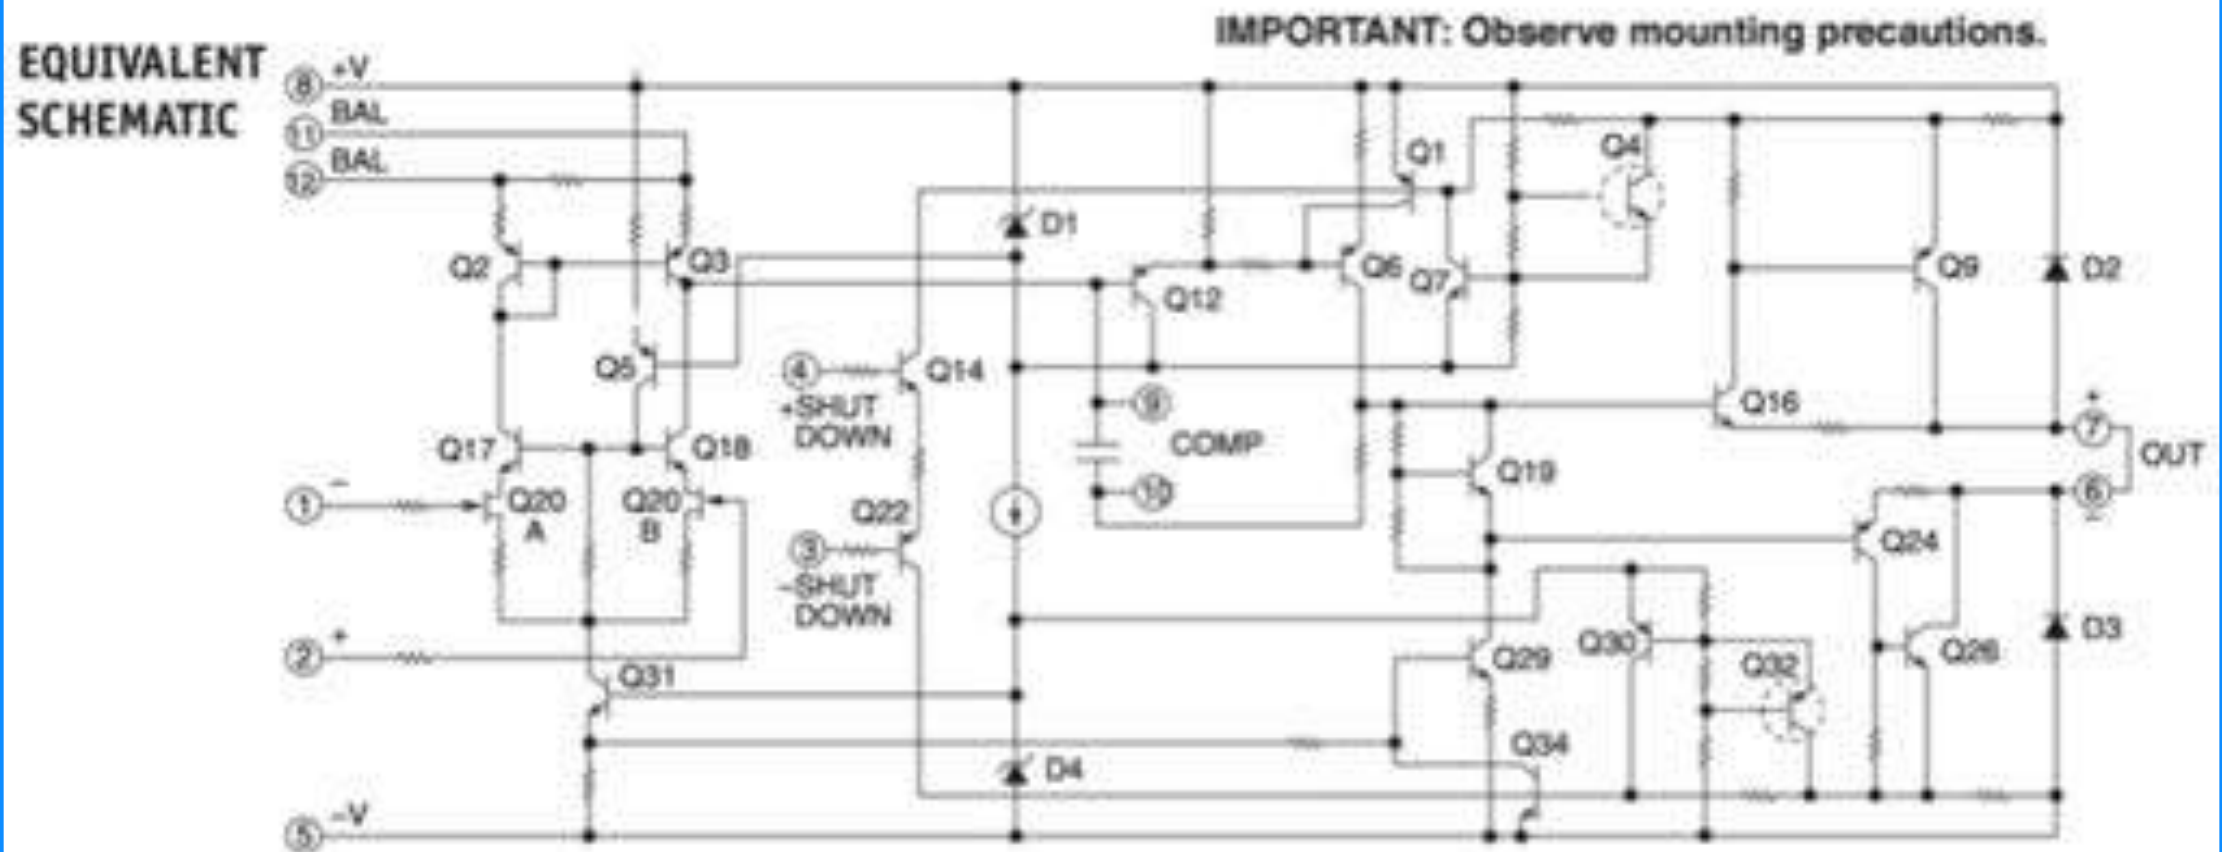 IMPORTANT: Observe mounting precautions.
EQUIVALENT
SCHEMATIC
8 +V
11 BAL
12 BAL
Q1
Q4
D1
Q2
Q3
Q12
Q6
Q7
Q9
D2
Q5
4
Q14
+SHUT
DOWN
9
COMP
10
Q16
+
7
OUT
6
−
Q17
Q18
Q19
1 −
Q20
A
Q20
B
Q22
3
−SHUT
DOWN
Q24
2 +
Q31
Q29
Q30
Q32
Q26
D3
D4
Q34
5 −V